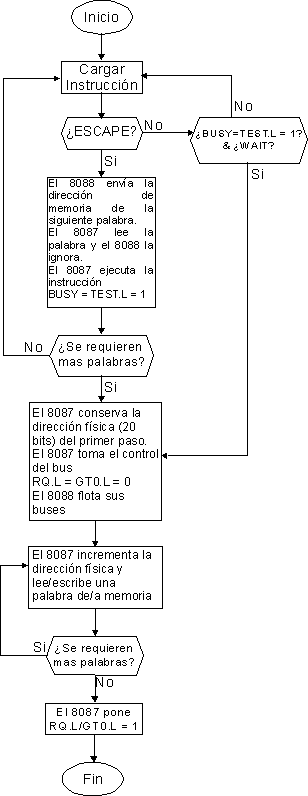 Inicio
Cargar
Instrucción
¿ESCAPE?
No
¿BUSY=TEST.L = 1?
& ¿WAIT?
No
Si
Si
El 8088 envía la
dirección de
memoria de la
siguiente palabra.
El 8087 lee la
palabra y el 8088 la
ignora.
El 8087 ejecuta la
instrucción
BUSY = TEST.L = 1
No
¿Se requieren
mas palabras?
Si
El 8087 conserva la
dirección física (20
bits) del primer paso.
El 8087 toma el control
del bus
RQ.L = GT0.L = 0
El 8088 flota sus
buses
El 8087 incrementa la
dirección física y
lee/escribe una
palabra de/a memoria
Si
¿Se requieren
mas palabras?
No
El 8087 pone
RQ.L/GT0.L = 1
Fin